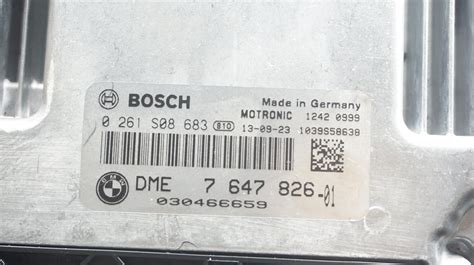 BOSCH
Made in Germany
MOTRONIC 1242 0999
0 261 S08 683 B10 13-09-23 1039S58638
DME 7 647 826-01
030466659